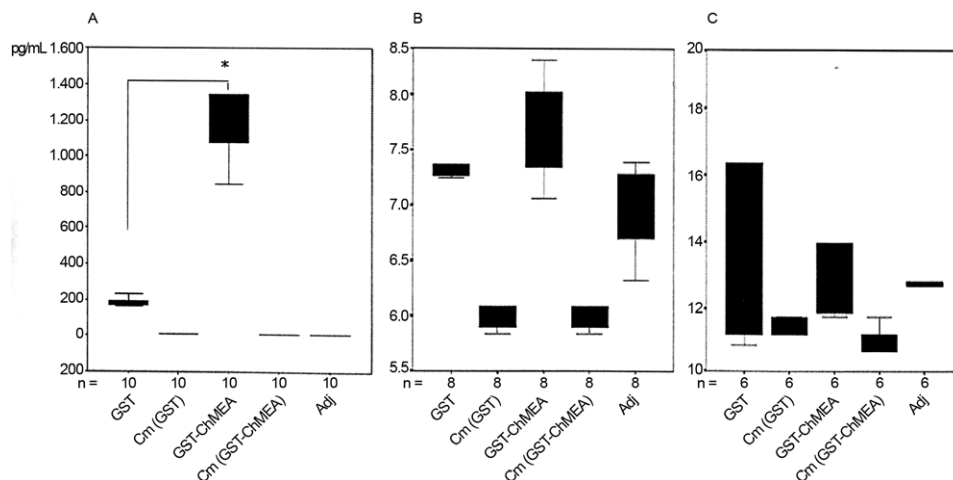 A
pg/mL 1.600
1.400
1.200
1.000
800
600
400
200
0
200
*
n = 10 10 10 10 10
GST
Cm (GST)
GST-ChMEA
Cm (GST-ChMEA)
Adj
B
8.5
8.0
7.5
7.0
6.5
6.0
5.5
n = 8 8 8 8 8
GST
Cm (GST)
GST-ChMEA
Cm (GST-ChMEA)
Adj
C
20
18
16
14
12
10
n = 6 6 6 6 6
GST
Cm (GST)
GST-ChMEA
Cm (GST-ChMEA)
Adj